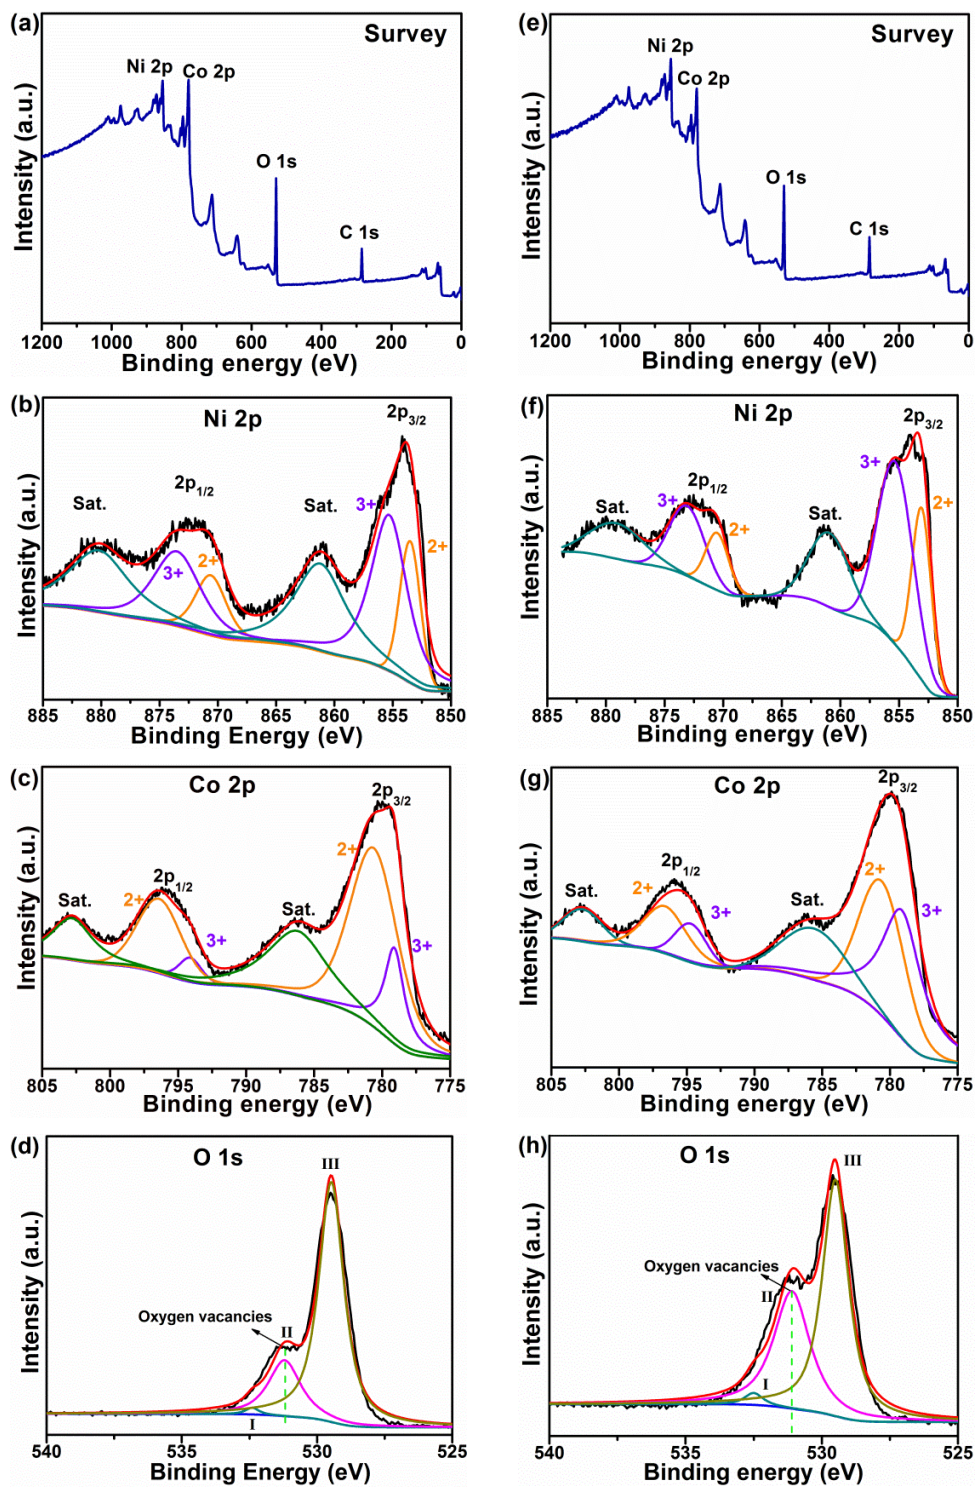 (a)
Survey
Ni 2p
Co 2p
O 1s
C 1s
Intensity (a.u.)
1200 1000 800 600 400 200 0
Binding energy (eV)
(e)
Survey
Ni 2p
Co 2p
O 1s
C 1s
Intensity (a.u.)
1200 1000 800 600 400 200 0
Binding energy (eV)
(b)
Ni 2p
2p3/2
Sat.
2p1/2
Sat.
3+
2+
3+
2+
Intensity (a.u.)
885 880 875 870 865 860 855 850
Binding Energy (eV)
(f)
Ni 2p
2p3/2
Sat.
2p1/2
3+
2+
Sat.
3+
2+
Intensity (a.u.)
885 880 875 870 865 860 855 850
Binding energy (eV)
(c)
Co 2p
2p3/2
Sat.
2p1/2
2+
3+
Sat.
2+
3+
Intensity (a.u.)
805 800 795 790 785 780 775
Binding energy (eV)
(g)
Co 2p
2p3/2
Sat.
2p1/2
2+
3+
Sat.
2+
3+
Intensity (a.u.)
805 800 795 790 785 780 775
Binding energy (eV)
(d)
O 1s
III
Oxygen vacancies
II
I
Intensity (a.u.)
540 535 530 525
Binding Energy (eV)
(h)
O 1s
III
Oxygen vacancies
II
I
Intensity (a.u.)
540 535 530 525
Binding energy (eV)